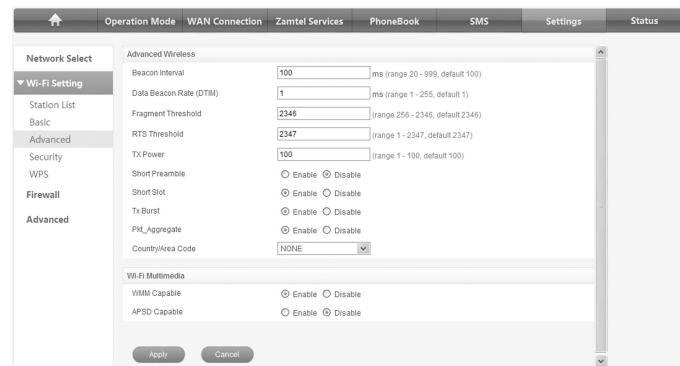 Operation Mode WAN Connection Zamtel Services PhoneBook SMS Settings Status
Network Select
Wi-Fi Setting
Station List
Basic
Advanced
Security
WPS
Firewall
Advanced
Advanced Wireless
Beacon Interval 100 ms (range 20 - 999, default 100)
Data Beacon Rate (DTIM) 1 ms (range 1 - 255, default 1)
Fragment Threshold 2346 (range 256 - 2346, default 2346)
RTS Threshold 2347 (range 1 - 2347, default 2347)
TX Power 100 (range 1 - 100, default 100)
Short Preamble Enable Disable
Short Slot Enable Disable
Tx Burst Enable Disable
Pkt_Aggregate Enable Disable
Country/Area Code NONE
Wi-Fi Multimedia
WMM Capable Enable Disable
APSD Capable Enable Disable
Apply Cancel